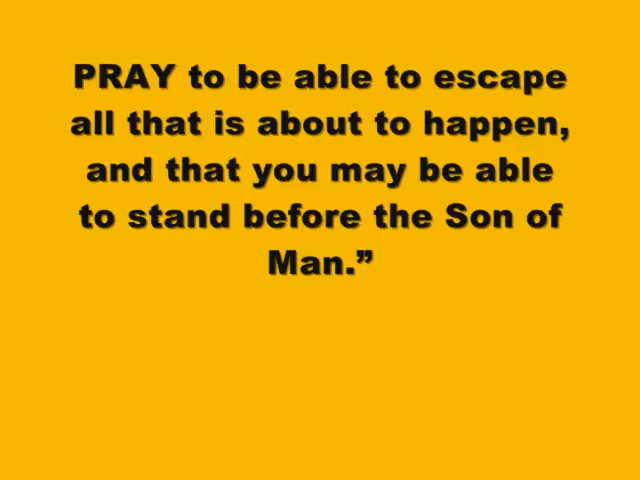 PRAY to be able to escape
all that is about to happen,
and that you may be able
to stand before the Son of
Man.”